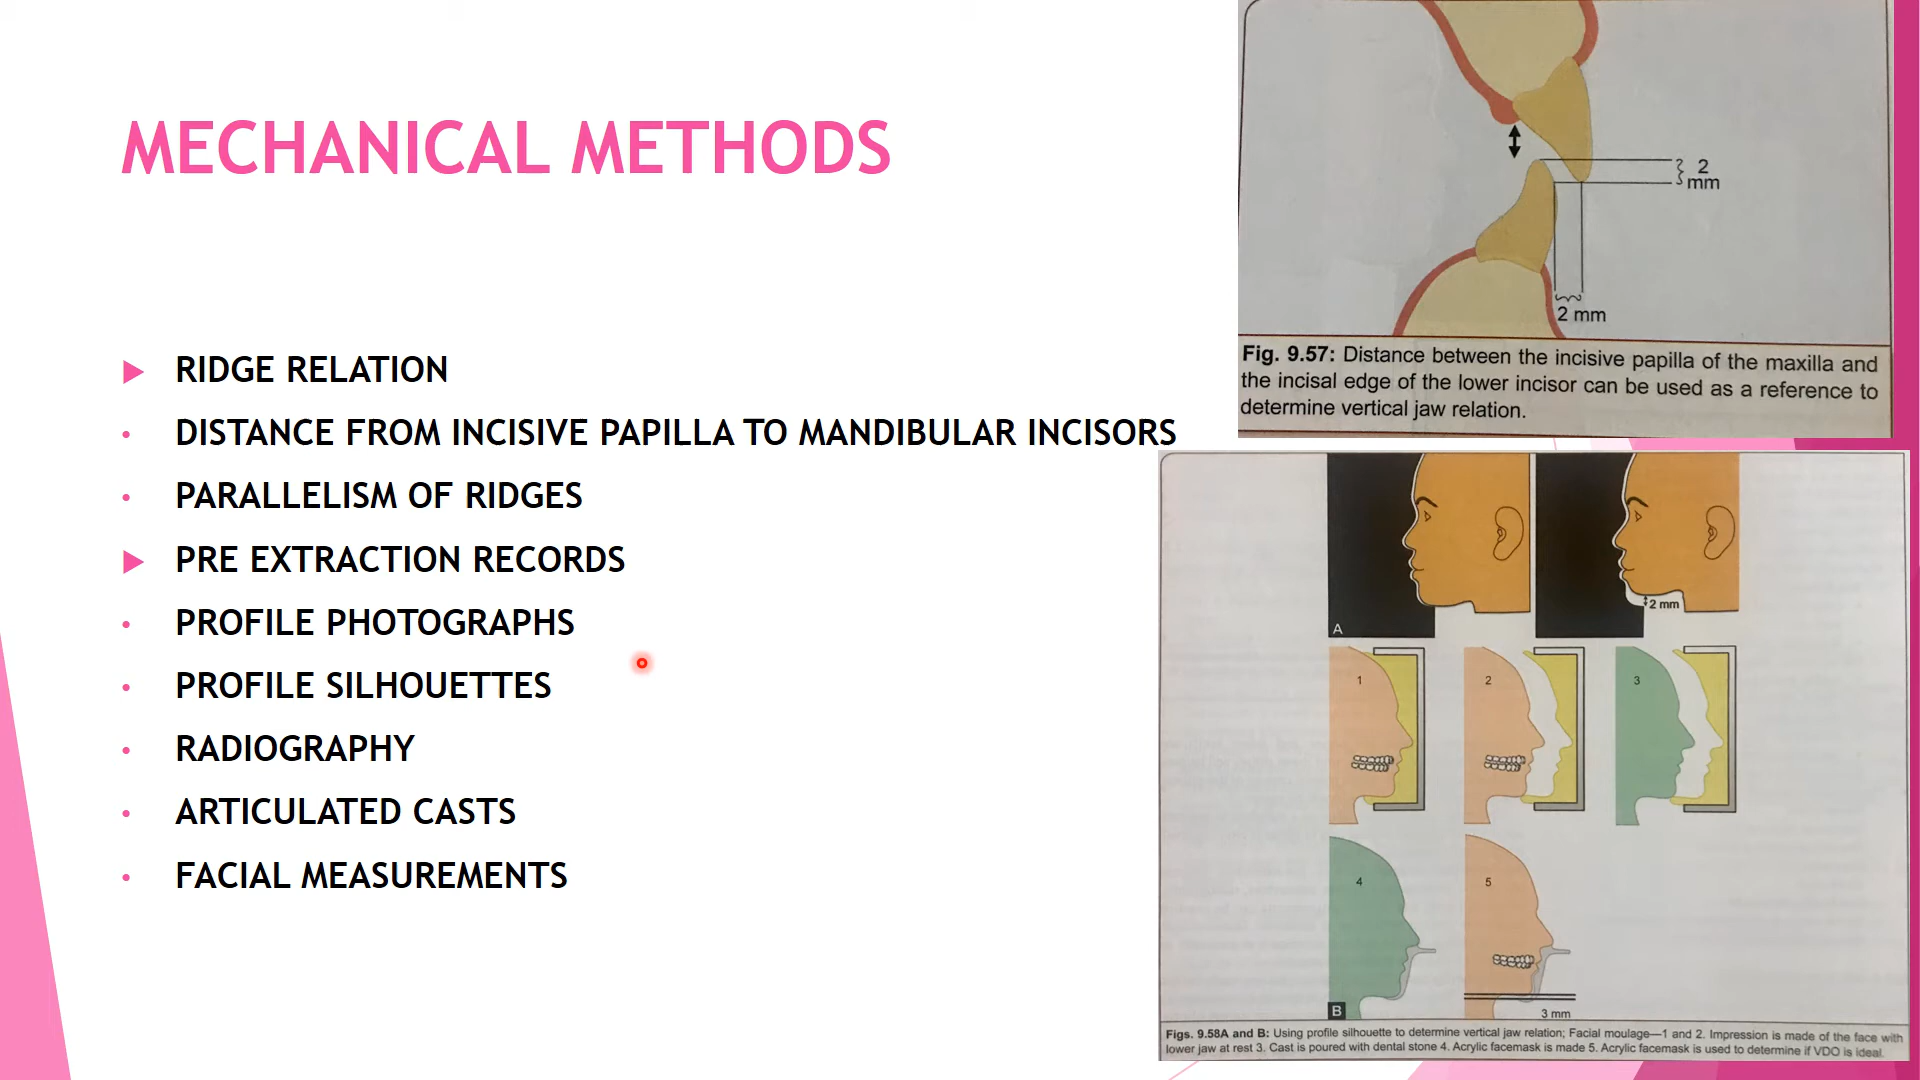 MECHANICAL METHODS
RIDGE RELATION
DISTANCE FROM INCISIVE PAPILLA TO MANDIBULAR INCISORS
PARALLELISM OF RIDGES
PRE EXTRACTION RECORDS
PROFILE PHOTOGRAPHS
PROFILE SILHOUETTES
RADIOGRAPHY
ARTICULATED CASTS
FACIAL MEASUREMENTS
2
mm
2 mm
Fig. 9.57: Distance between the incisive papilla of the maxilla and
the incisal edge of the lower incisor can be used as a reference to
determine vertical jaw relation.
2 mm
A
1
2
3
4
5
B
3 mm
Figs. 9.58A and B: Using profile silhouette to determine vertical jaw relation; Facial moulage—1 and 2. Impression is made of the face with
lower jaw at rest 3. Cast is poured with dental stone 4. Acrylic facemask is made 5. Acrylic facemask is used to determine if VDO is ideal.